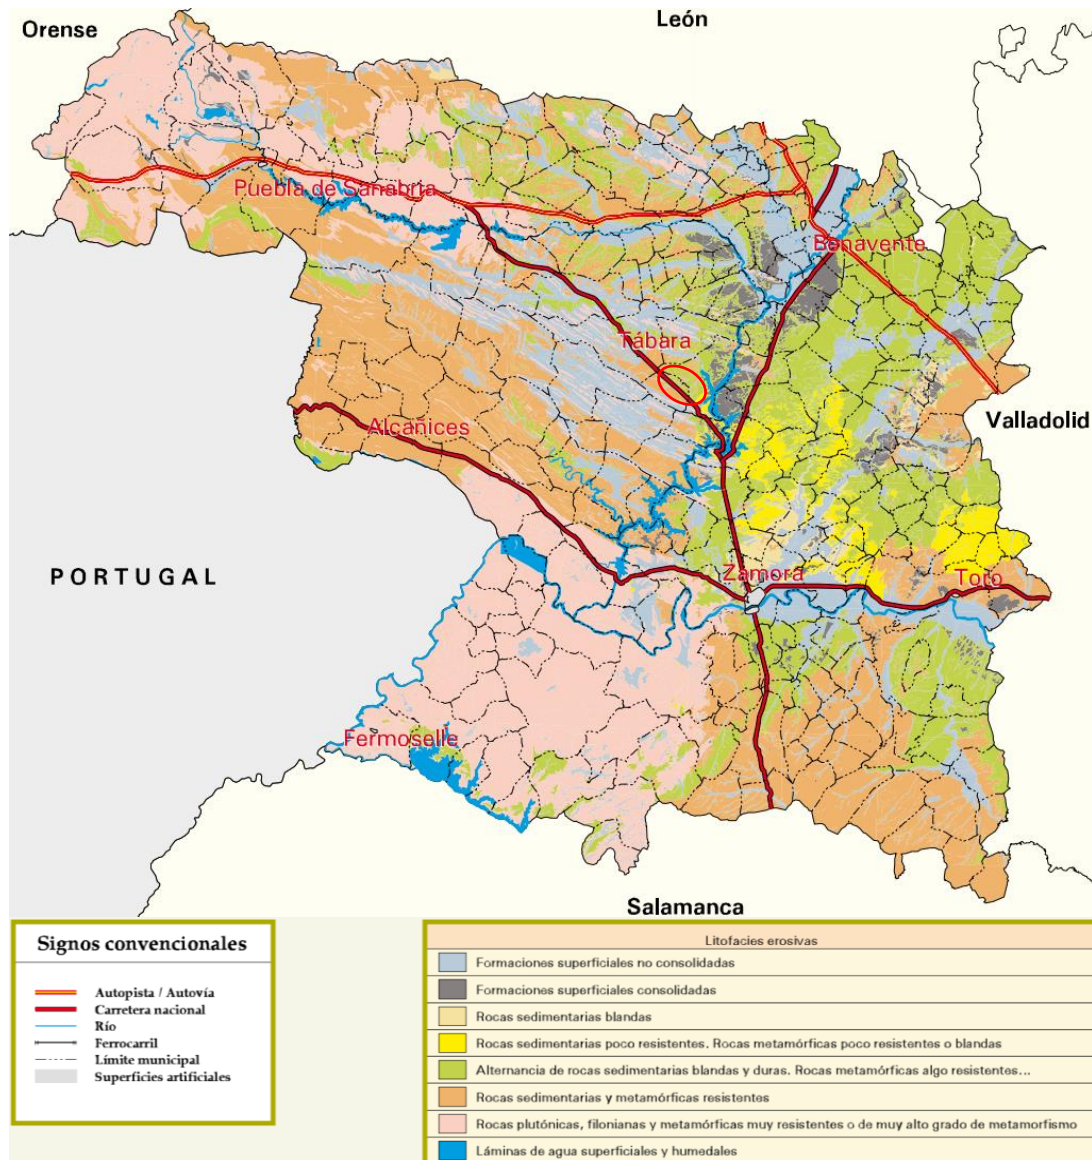 León
Orense
Puebla de Sanabria
Benavente
Tábara
Valladolid
Alcañices
PORTUGAL
Zamora
Toro
Fermoselle
Salamanca
Signos convencionales
Autopista / Autovía
Carretera nacional
Río
Ferrocarril
Límite municipal
Superficies artificiales
Litofacies erosivas
Formaciones superficiales no consolidadas
Formaciones superficiales consolidadas
Rocas sedimentarias blandas
Rocas sedimentarias poco resistentes. Rocas metamórficas poco resistentes o blandas
Alternancia de rocas sedimentarias blandas y duras. Rocas metamórficas algo resistentes...
Rocas sedimentarias y metamórficas resistentes
Rocas plutónicas, filonianas y metamórficas muy resistentes o de muy alto grado de metamorfismo
Láminas de agua superficiales y humedales